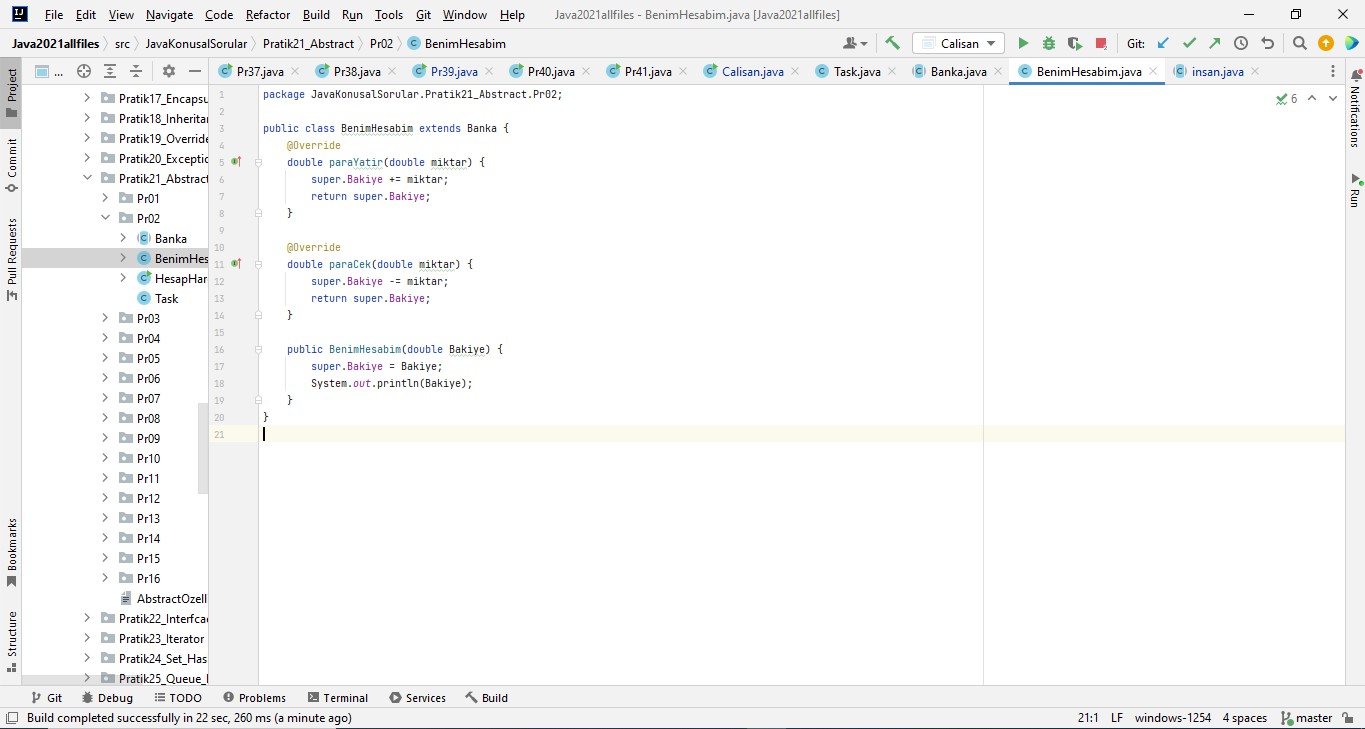 File Edit View Navigate Code Refactor Build Run Tools Git Window Help Java2021allfiles - BenimHesabim.java [Java2021allfiles]
Java2021allfiles src JavaKonusalSorular Pratik21_Abstract Pr02 BenimHesabim Calisan Git:
... Pr37.java Pr38.java Pr39.java Pr40.java Pr41.java Calisan.java Task.java Banka.java BenimHesabim.java insan.java
Project
Commit
Pull Requests
Bookmarks
Structure
Pratik17_Encapsu
Pratik18_Inheritar
Pratik19_Override
Pratik20_Exceptic
Pratik21_Abstract
Pr01
Pr02
Banka
BenimHes
HesapHar
Task
Pr03
Pr04
Pr05
Pr06
Pr07
Pr08
Pr09
Pr10
Pr11
Pr12
Pr13
Pr14
Pr15
Pr16
AbstractOzell
Pratik22_Interfcac
Pratik23_Iterator
Pratik24_Set_Has
Pratik25_Queue_
1 package JavaKonusalSorular.Pratik21_Abstract.Pr02;
2
3 public class BenimHesabim extends Banka {
4 @Override
5 double paraYatir(double miktar) {
6 super.Bakiye += miktar;
7 return super.Bakiye;
8 }
9
10 @Override
11 double paraCek(double miktar) {
12 super.Bakiye -= miktar;
13 return super.Bakiye;
14 }
15
16 public BenimHesabim(double Bakiye) {
17 super.Bakiye = Bakiye;
18 System.out.println(Bakiye);
19 }
20 }
21
6
Notifications
Run
Git Debug TODO Problems Terminal Services Build
Build completed successfully in 22 sec, 260 ms (a minute ago) 21:1 LF windows-1254 4 spaces master